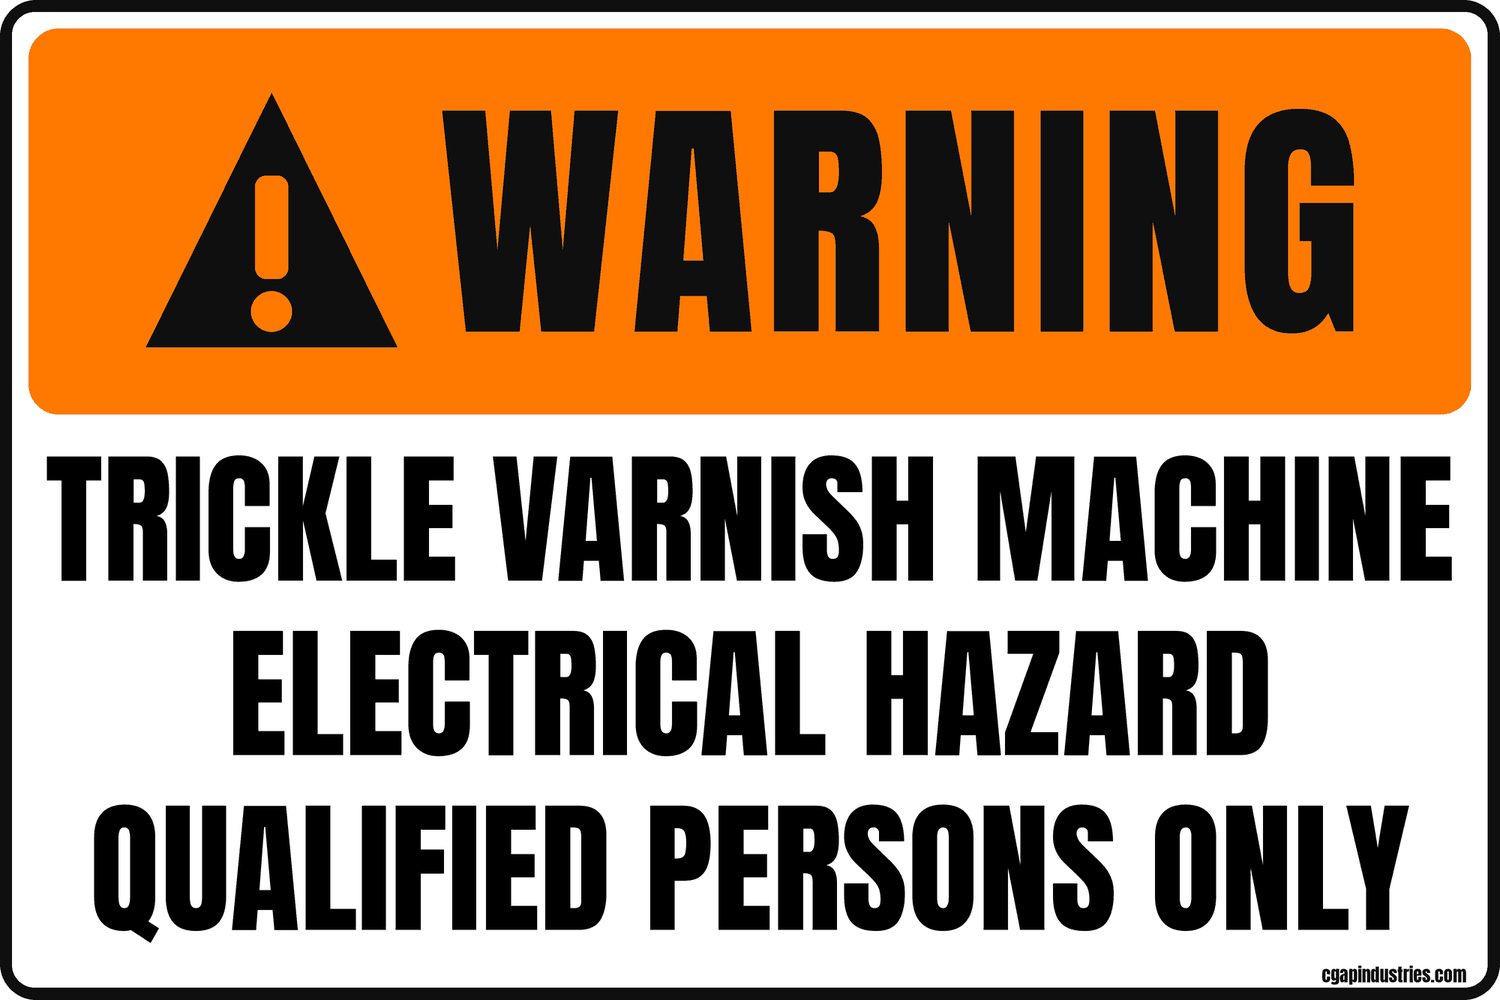 WARNING
TRICKLE VARNISH MACHINE
ELECTRICAL HAZARD
QUALIFIED PERSONS ONLY
cgapindustries.com